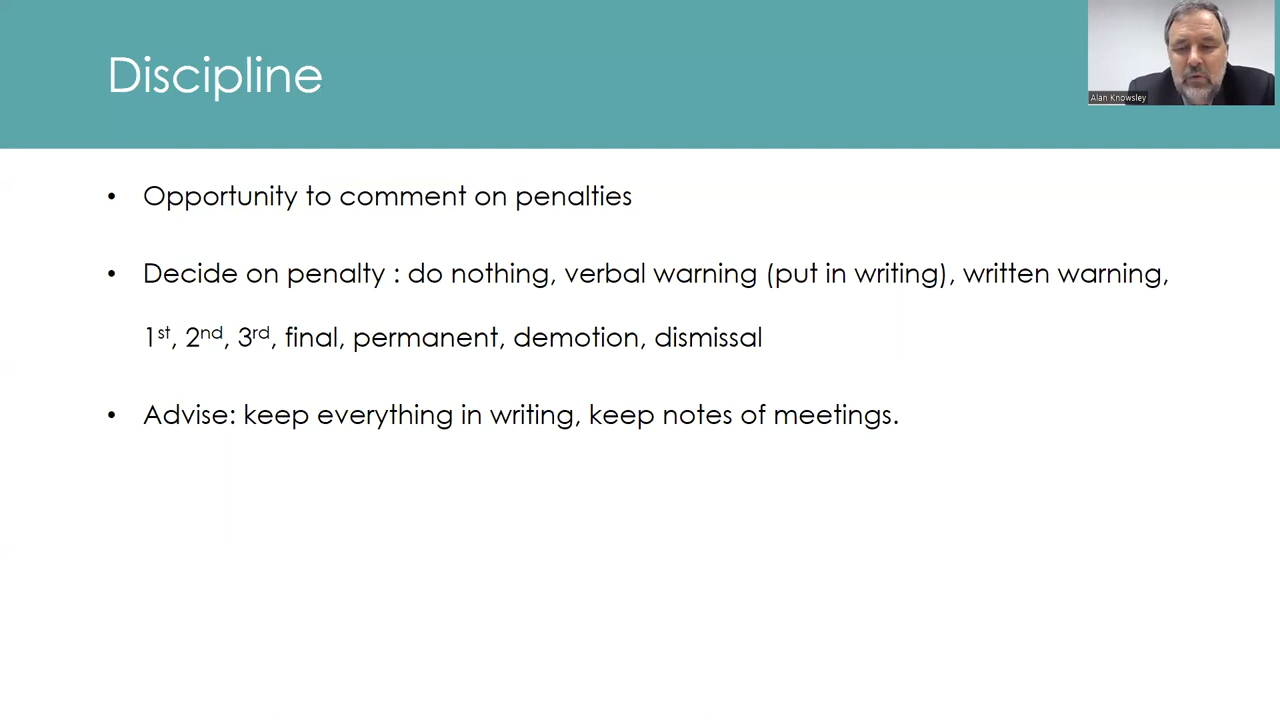 Discipline
Alan Knowsley
• Opportunity to comment on penalties
• Decide on penalty : do nothing, verbal warning (put in writing), written warning,
1st, 2nd, 3rd, final, permanent, demotion, dismissal
• Advise: keep everything in writing, keep notes of meetings.